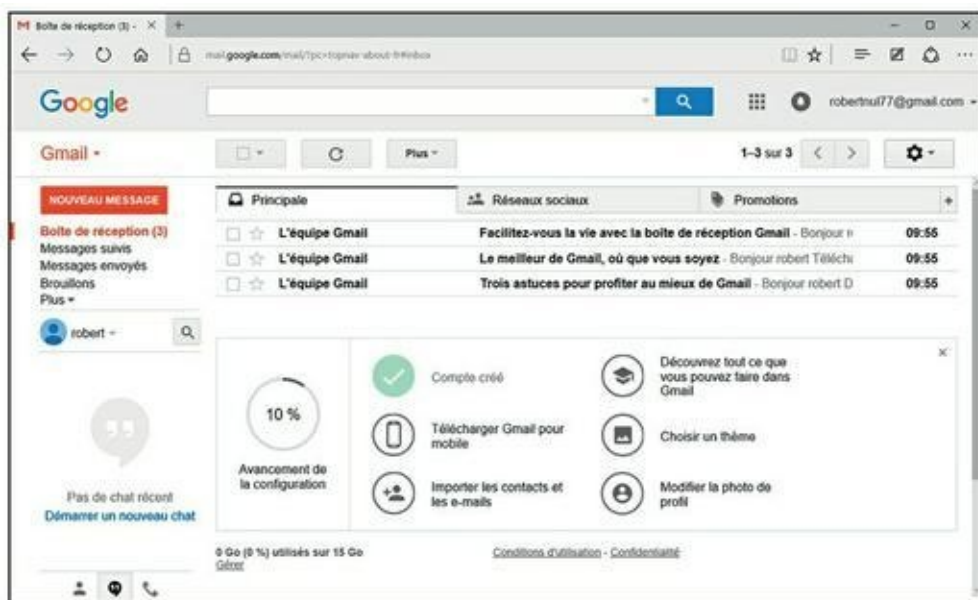 Boîte de réception (3) -
mail.google.com/mail/?pc=topnav-about-fr#inbox
Google
robertnul77@gmail.com
Gmail
Plus
1–3 sur 3
NOUVEAU MESSAGE
Boîte de réception (3)
Messages suivis
Messages envoyés
Brouillons
Plus
robert
Pas de chat récent
Démarrer un nouveau chat
Principale
Réseaux sociaux
Promotions
L'équipe Gmail Facilitez-vous la vie avec la boîte de réception Gmail - Bonjour 09:55
L'équipe Gmail Le meilleur de Gmail, où que vous soyez - Bonjour robert Téléch 09:55
L'équipe Gmail Trois astuces pour profiter au mieux de Gmail - Bonjour robert D 09:55
10 %
Avancement de
la configuration
Compte créé
Télécharger Gmail pour
mobile
Importer les contacts et
les e-mails
Découvrez tout ce que
vous pouvez faire dans
Gmail
Choisir un thème
Modifier la photo de
profil
0 Go (0 %) utilisés sur 15 Go
Gérer
Conditions d'utilisation - Confidentialité